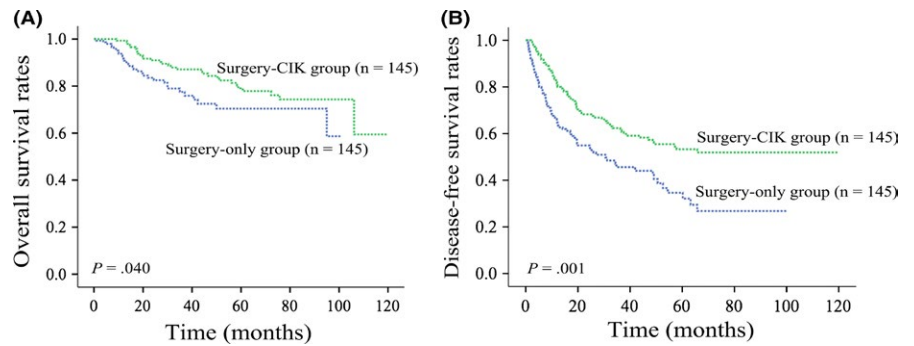 (A)
Overall survival rates
1.0
0.8
0.6
0.4
0.2
0.0
Surgery-CIK group (n = 145)
Surgery-only group (n = 145)
P = .040
0 20 40 60 80 100 120
Time (months)
(B)
Disease-free survival rates
1.0
0.8
0.6
0.4
0.2
0.0
Surgery-CIK group (n = 145)
Surgery-only group (n = 145)
P = .001
0 20 40 60 80 100 120
Time (months)